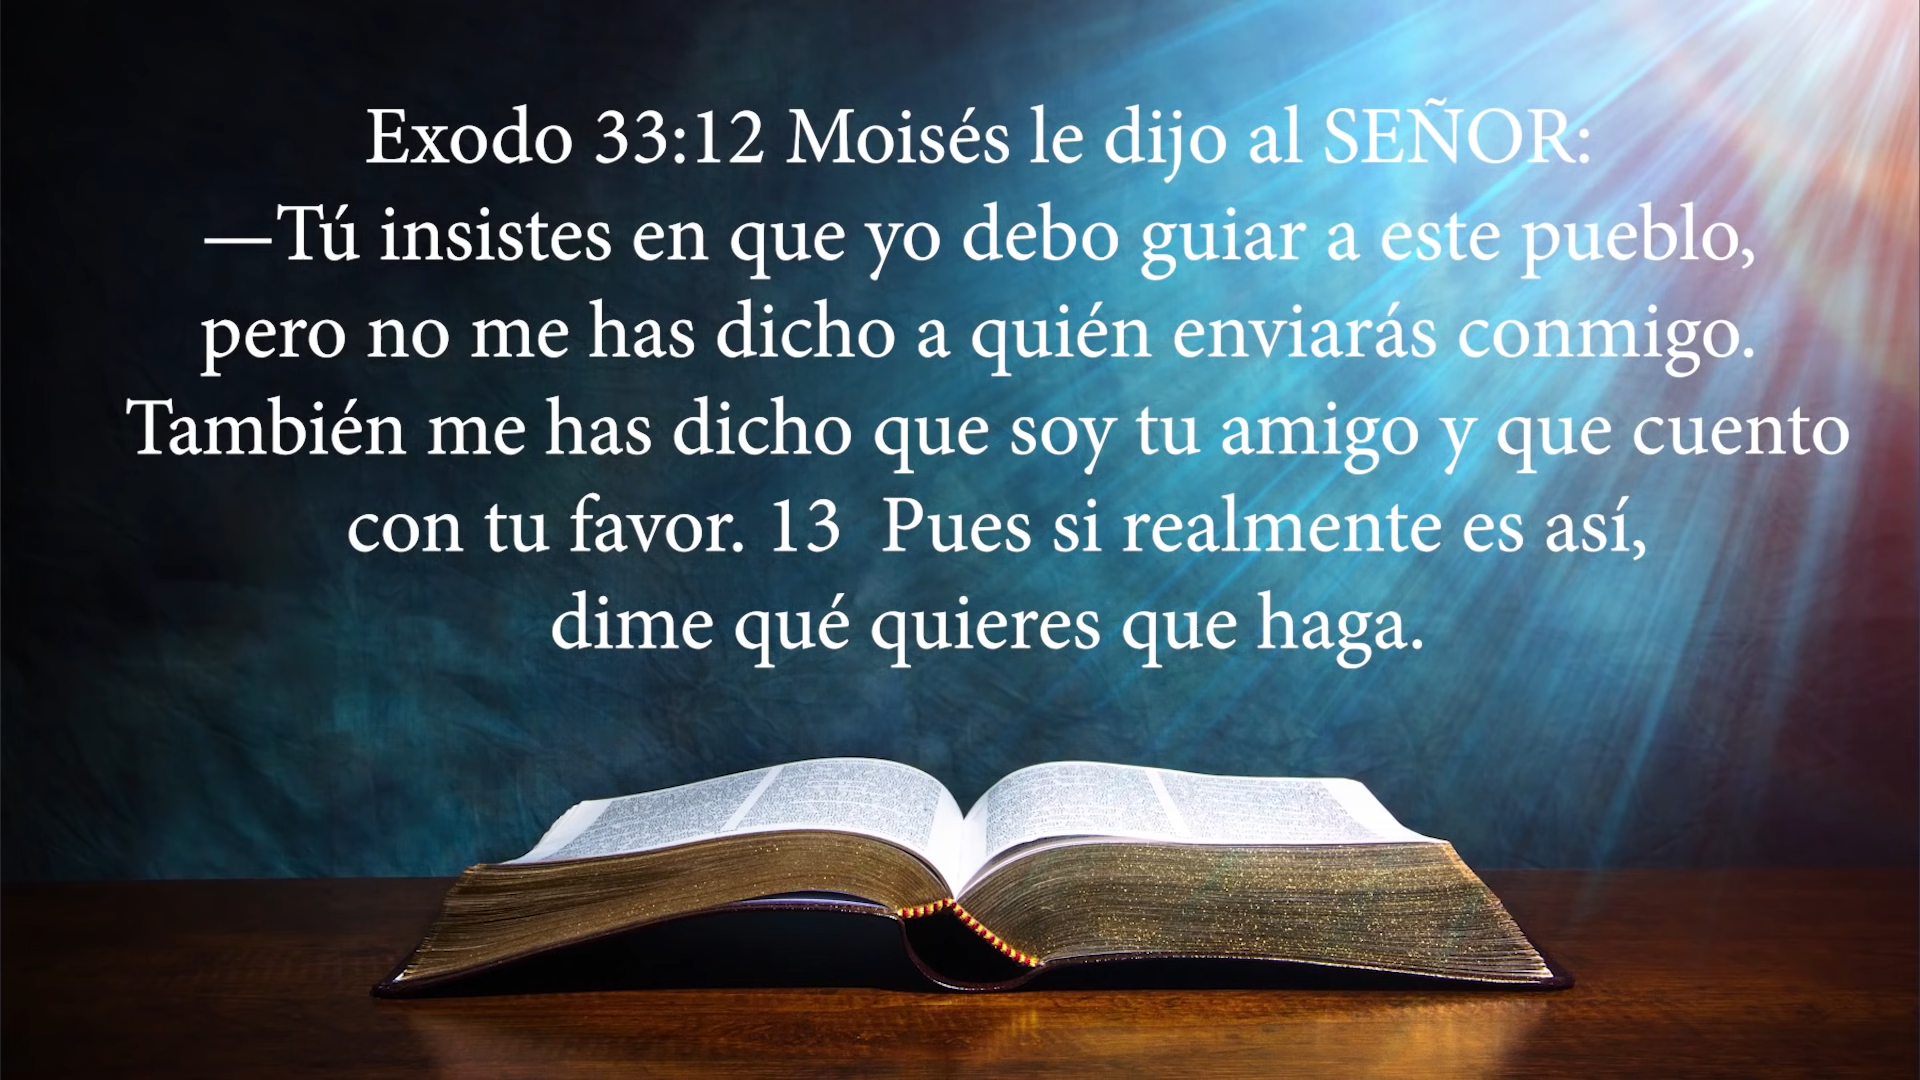 Exodo 33:12 Moisés le dijo al SEÑOR:
—Tú insistes en que yo debo guiar a este pueblo,
pero no me has dicho a quién enviarás conmigo.
También me has dicho que soy tu amigo y que cuento
con tu favor. 13  Pues si realmente es así,
dime qué quieres que haga.